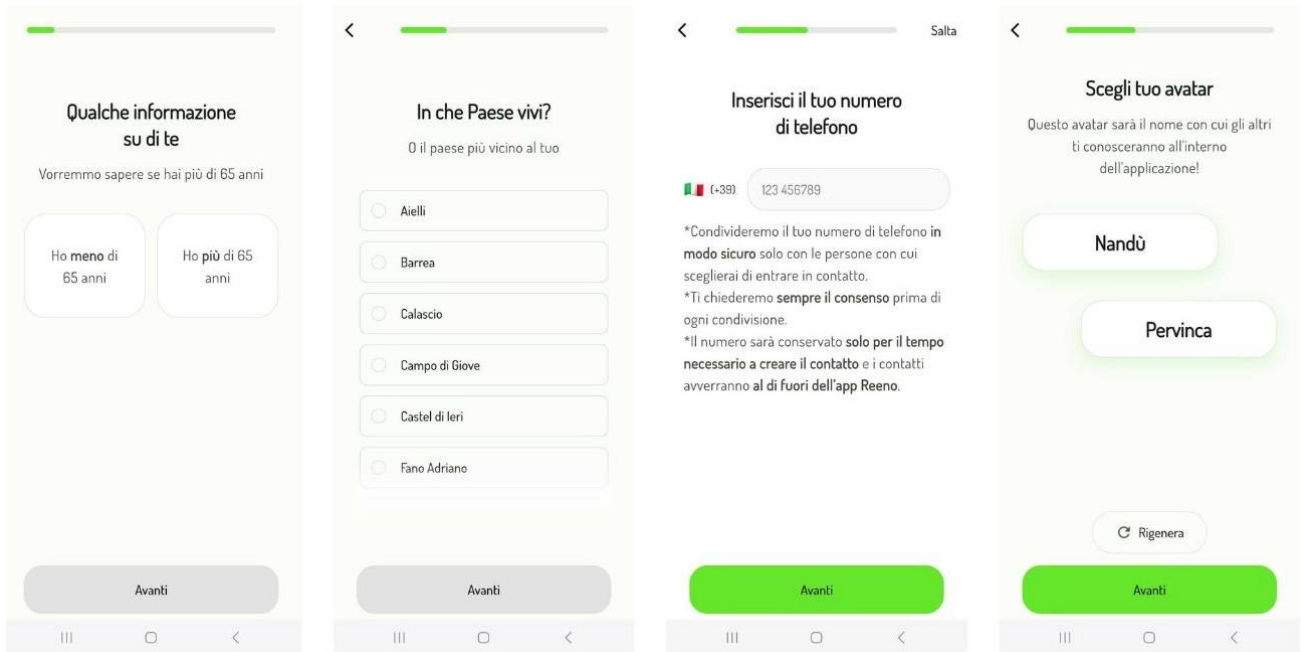 Qualche informazione
su di te
Vorremmo sapere se hai più di 65 anni
Ho meno di
65 anni
Ho più di 65
anni
Avanti
In che Paese vivi?
O il paese più vicino al tuo
Aielli
Barrea
Calascio
Campo di Giove
Castel di Ieri
Fano Adriano
Avanti
Salta
Inserisci il tuo numero
di telefono
(+39)
123 456789
*Condivideremo il tuo numero di telefono in
modo sicuro solo con le persone con cui
sceglierai di entrare in contatto.
*Ti chiederemo sempre il consenso prima di
ogni condivisione.
*Il numero sarà conservato solo per il tempo
necessario a creare il contatto e i contatti
avverranno al di fuori dell'app Reeno.
Avanti
Scegli tuo avatar
Questo avatar sarà il nome con cui gli altri
ti conosceranno all'interno
dell'applicazione!
Nandù
Pervinca
Rigenera
Avanti